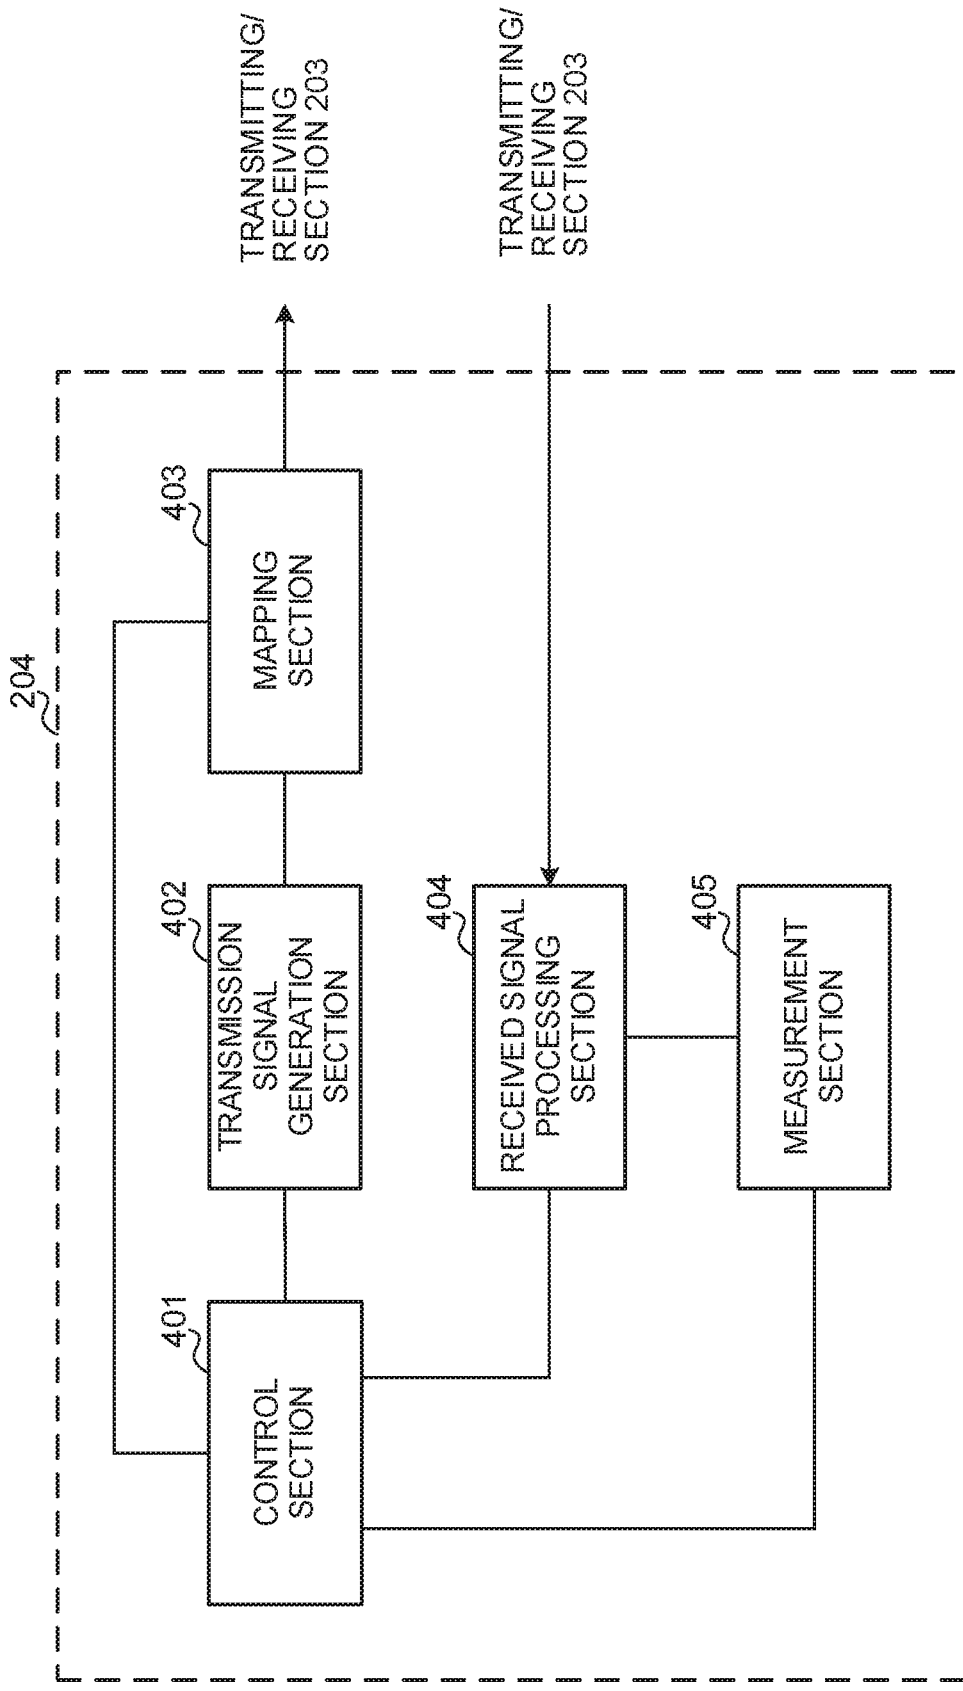 204
401
CONTROL
SECTION
402
TRANSMISSION
SIGNAL
GENERATION
SECTION
403
MAPPING
SECTION
TRANSMITTING/
RECEIVING
SECTION 203
404
RECEIVED SIGNAL
PROCESSING
SECTION
TRANSMITTING/
RECEIVING
SECTION 203
405
MEASUREMENT
SECTION